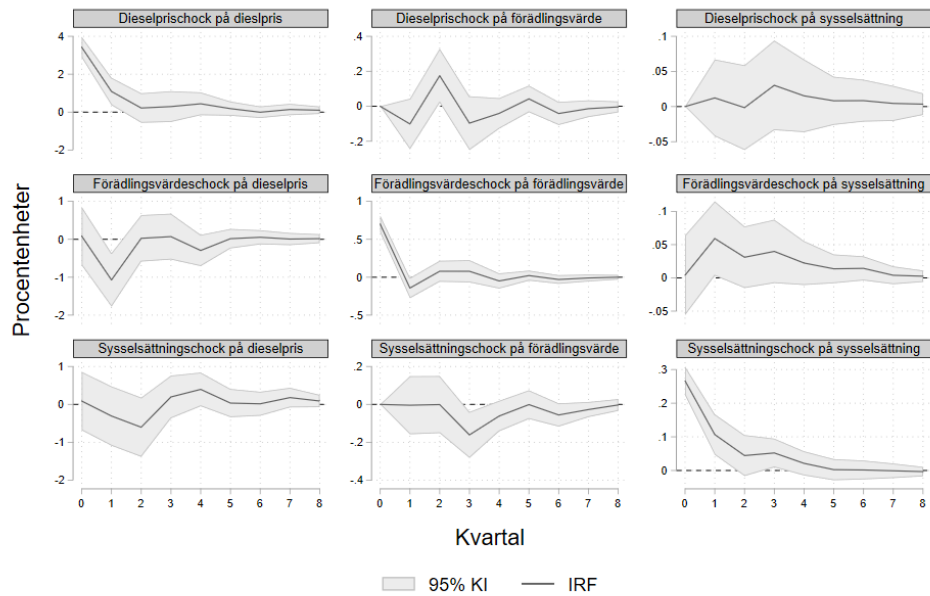 Dieselprischock på dieslpris
Dieselprischock på förädlingsvärde
Dieselprischock på sysselsättning
4
2
0
-2
.4
.2
0
-.2
.1
.05
0
-.05
Förädlingsvärdeschock på dieselpris
Förädlingsvärdeschock på förädlingsvärde
Förädlingsvärdeschock på sysselsättning
1
0
-1
-2
1
.5
0
-.5
.1
.05
0
-.05
Sysselsättningschock på dieselpris
Sysselsättningschock på förädlingsvärde
Sysselsättningschock på sysselsättning
1
0
-1
-2
.2
0
-.2
-.4
.3
.2
.1
0
0 1 2 3 4 5 6 7 8
0 1 2 3 4 5 6 7 8
0 1 2 3 4 5 6 7 8
Procentenheter
Kvartal
95% KI
IRF